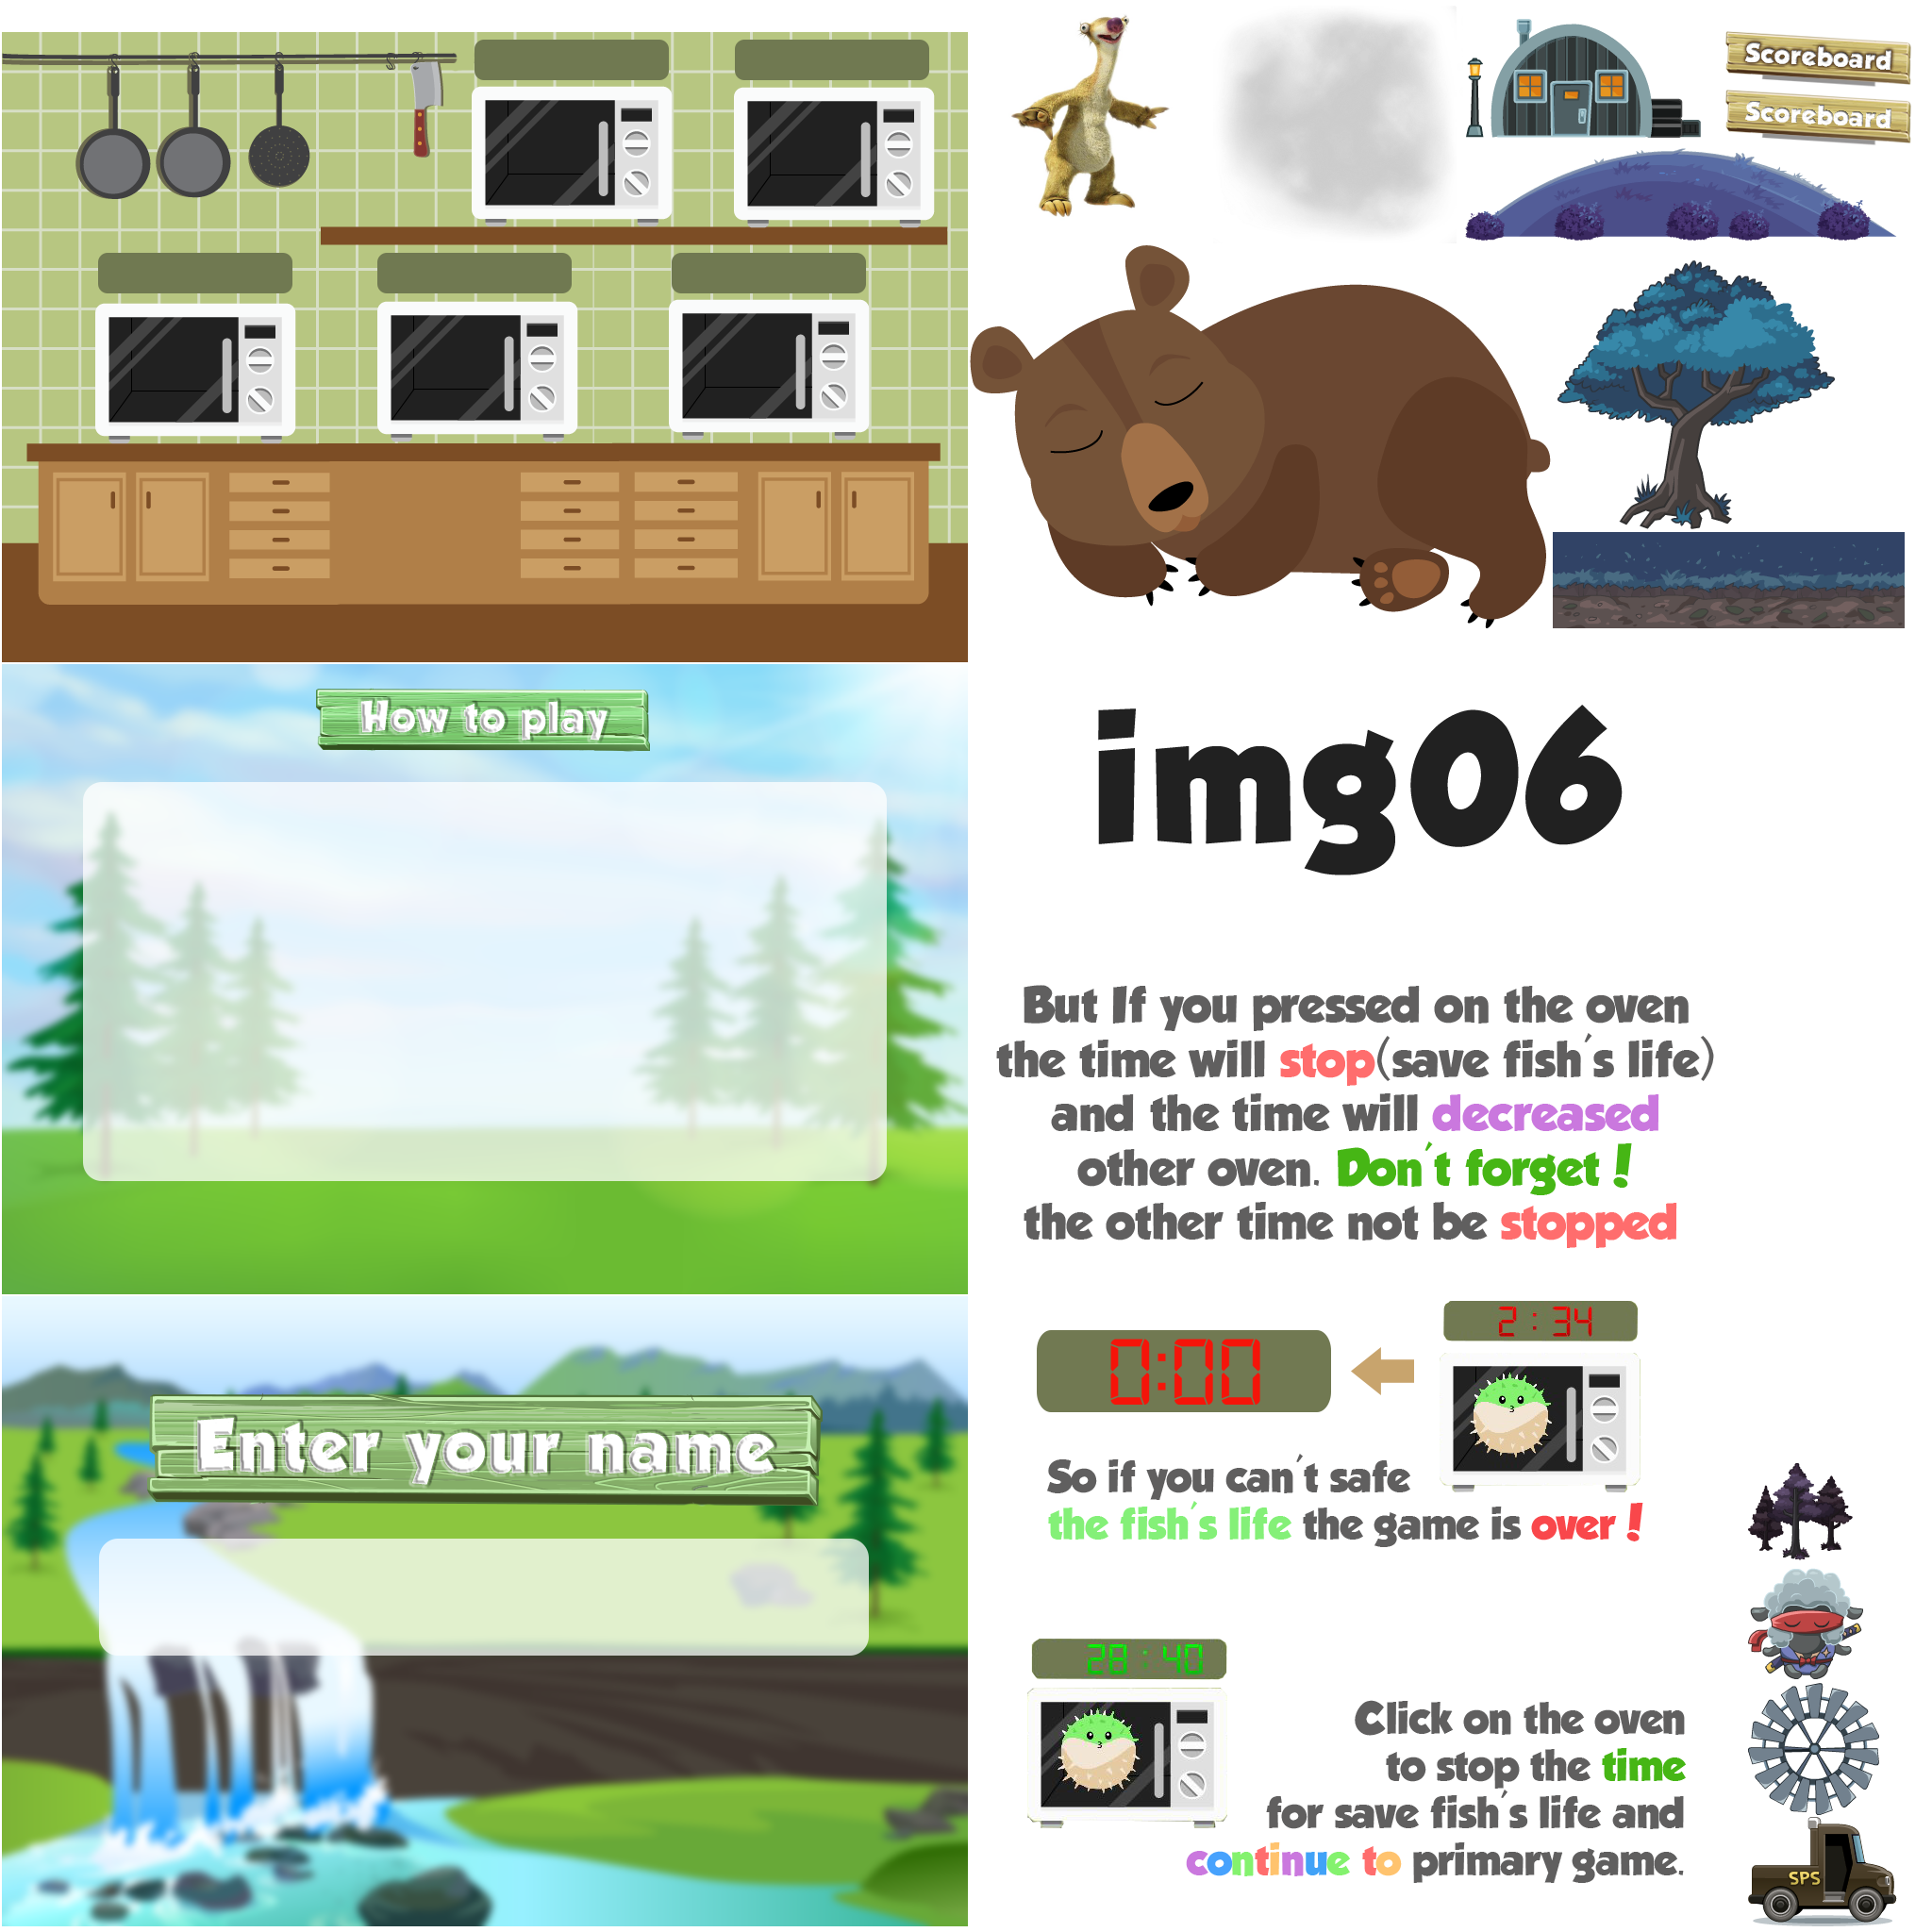 Scoreboard
Scoreboard
How to play
img06
But If you pressed on the oven
the time will stop(save fish's life)
and the time will decreased
other oven. Don't forget!
the other time not be stopped
Enter your name
2:34
0:00
So if you can't safe
the fish's life the game is over!
28:40
Click on the oven
to stop the time
for save fish's life and
continue to primary game.
SPS